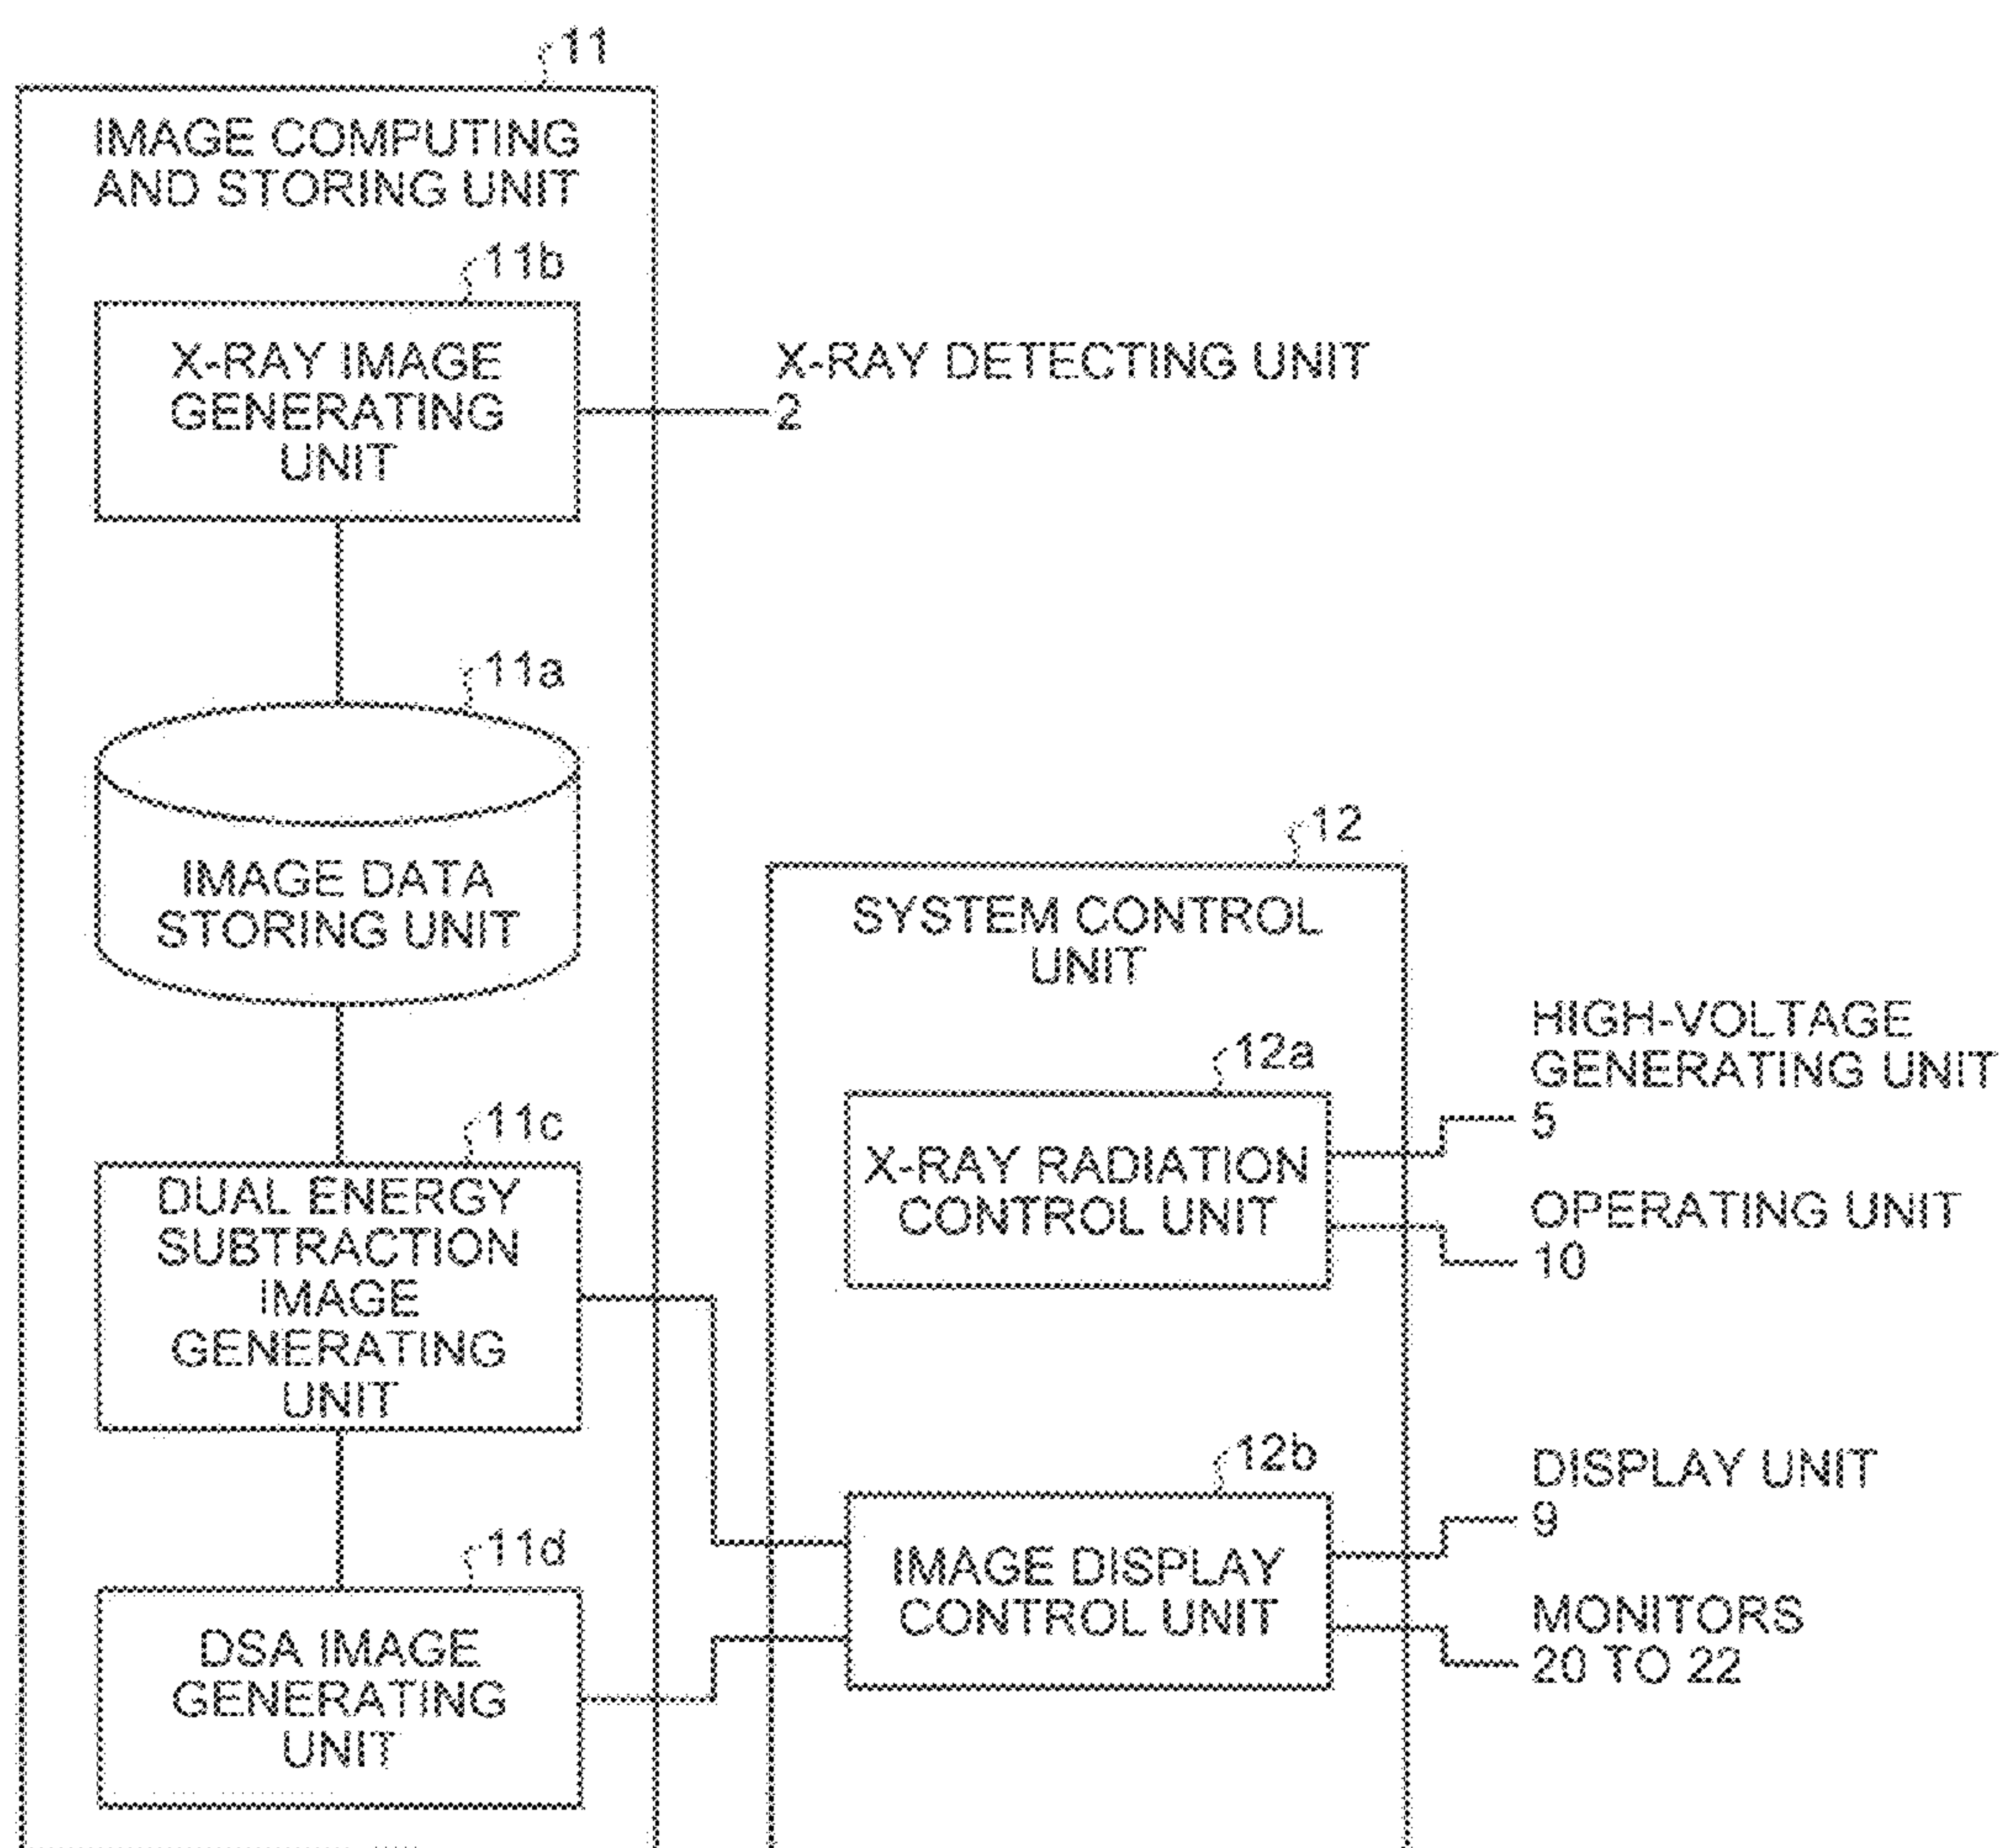 11
IMAGE COMPUTING
AND STORING UNIT
11b
X-RAY IMAGE
GENERATING
UNIT
X-RAY DETECTING UNIT
2
11a
IMAGE DATA
STORING UNIT
12
SYSTEM CONTROL
UNIT
12a
X-RAY RADIATION
CONTROL UNIT
HIGH-VOLTAGE
GENERATING UNIT
5
OPERATING UNIT
10
11c
DUAL ENERGY
SUBTRACTION
IMAGE
GENERATING
UNIT
12b
IMAGE DISPLAY
CONTROL UNIT
DISPLAY UNIT
9
MONITORS
20 TO 22
11d
DSA IMAGE
GENERATING
UNIT